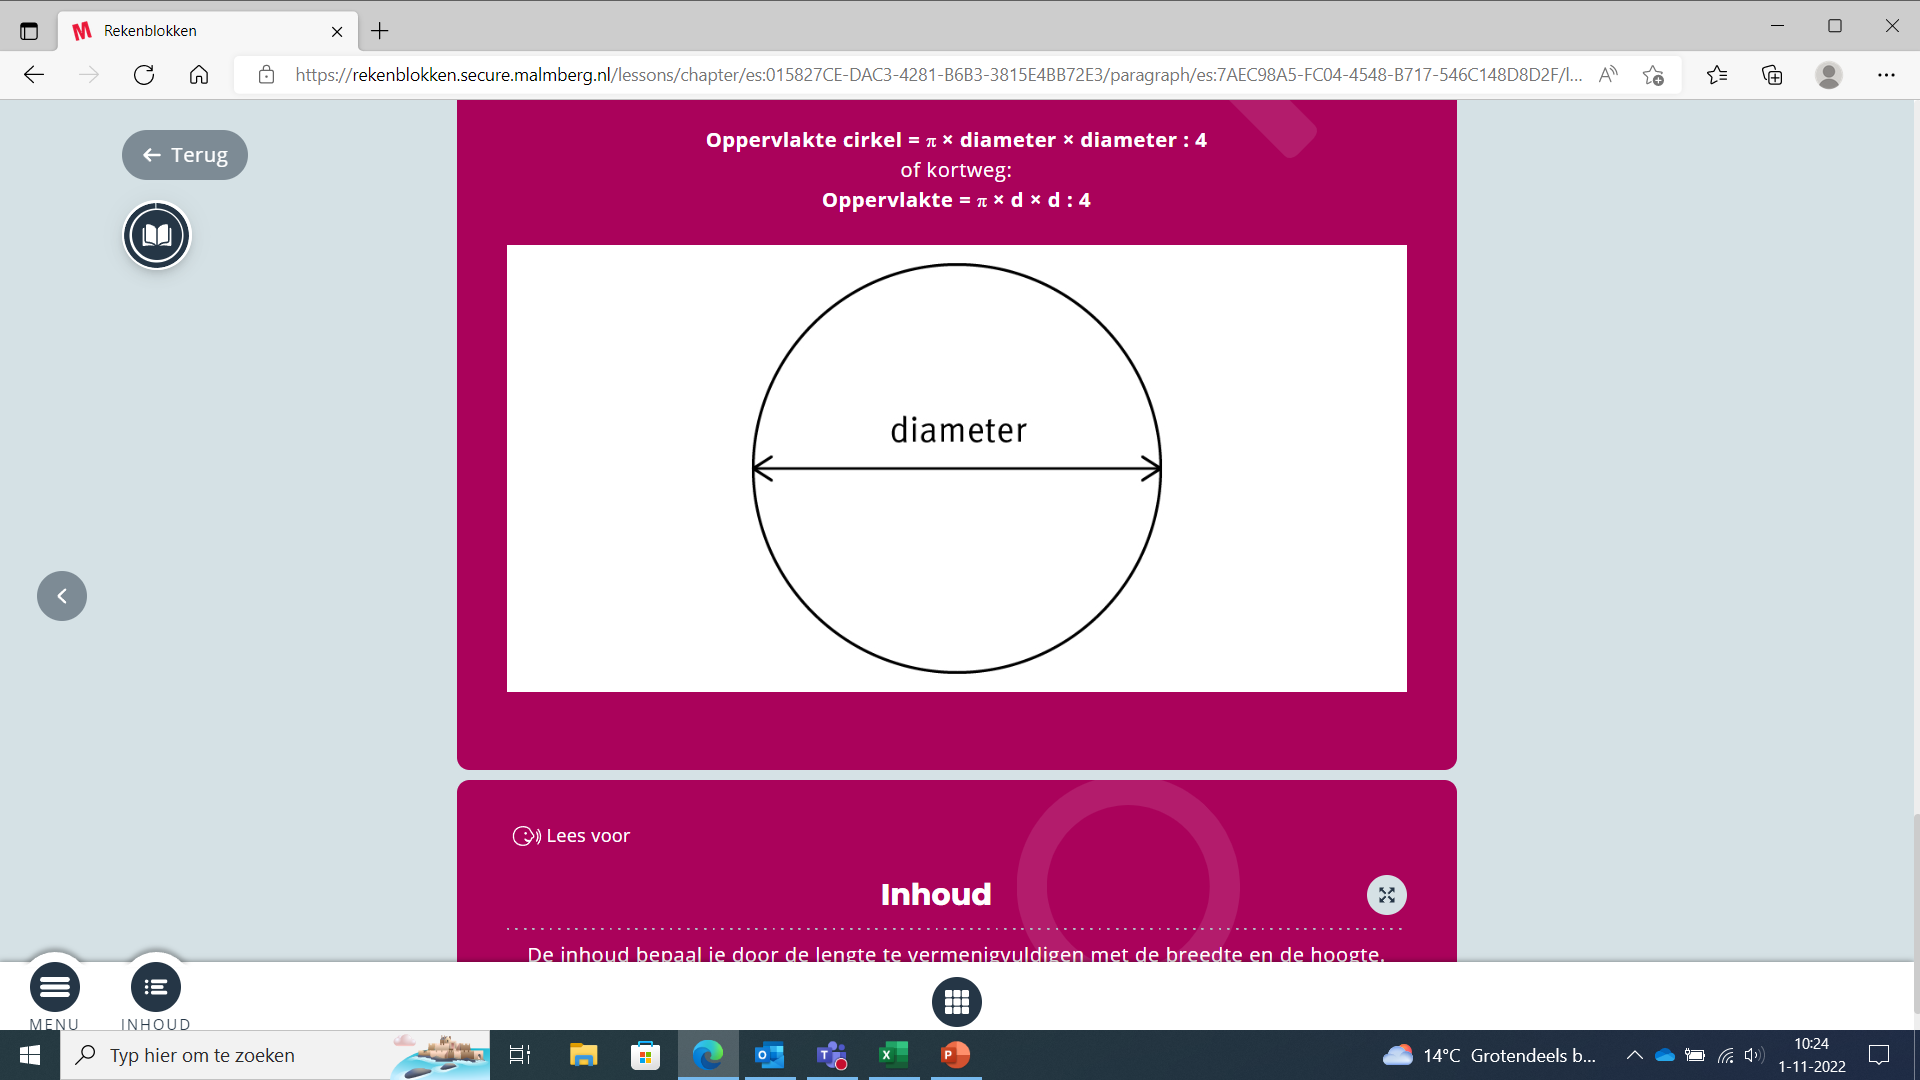 Rekenblokken
https://rekenblokken.secure.malmberg.nl/lessons/chapter/es:015827CE-DAC3-4281-B6B3-3815E4BB72E3/paragraph/es:7AEC98A5-FC04-4548-B717-546C148D8D2F/l...
Terug
Oppervlakte cirkel = π × diameter × diameter : 4
of kortweg:
Oppervlakte = π × d × d : 4
diameter
Lees voor
Inhoud
De inhoud bepaal je door de lengte te vermenigvuldigen met de breedte en de hoogte.
MENU
INHOUD
Typ hier om te zoeken
14°C Grotendeels b...
10:24
1-11-2022